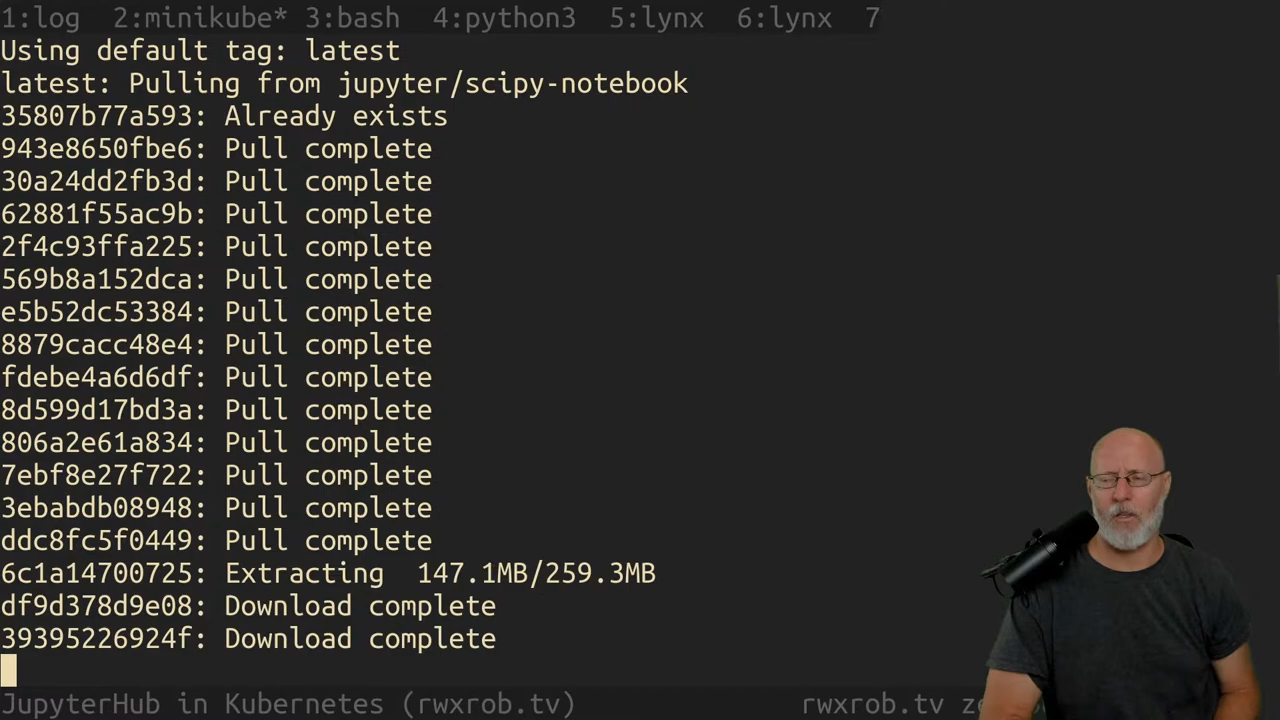 1:log 2:minikube* 3:bash 4:python3 5:lynx 6:lynx 7
Using default tag: latest
latest: Pulling from jupyter/scipy-notebook
35807b77a593: Already exists
943e8650fbe6: Pull complete
30a24dd2fb3d: Pull complete
62881f55ac9b: Pull complete
2f4c93ffa225: Pull complete
569b8a152dca: Pull complete
e5b52dc53384: Pull complete
8879cacc48e4: Pull complete
fdebe4a6d6df: Pull complete
8d599d17bd3a: Pull complete
806a2e61a834: Pull complete
7ebf8e27f722: Pull complete
3ebabdb08948: Pull complete
ddc8fc5f0449: Pull complete
6c1a14700725: Extracting 147.1MB/259.3MB
df9d378d9e08: Download complete
39395226924f: Download complete
JupyterHub in Kubernetes (rwxrob.tv) rwxrob.tv